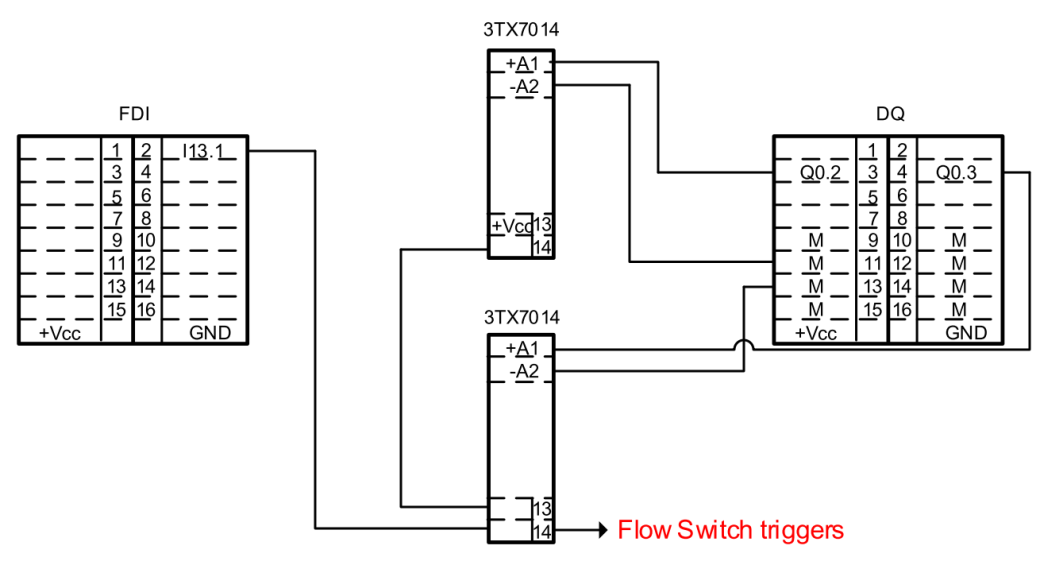 3TX7014
+A1
-A2
+Vcc 13
14
FDI
1 2 I13.1
3 4
5 6
7 8
9 10
11 12
13 14
15 16
+Vcc GND
DQ
1 2
Q0.2 3 4 Q0.3
5 6
7 8
M 9 10 M
M 11 12 M
M 13 14 M
M 15 16 M
+Vcc GND
3TX7014
+A1
-A2
13
14
Flow Switch triggers